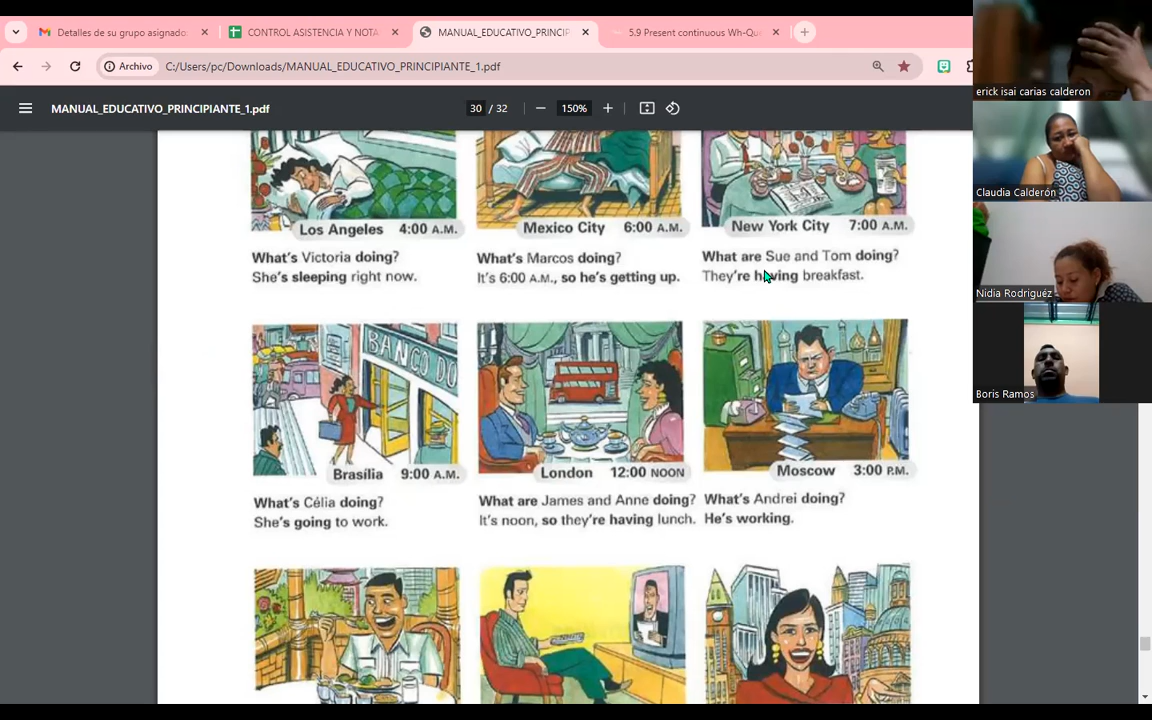 Detalles de su grupo asignado
CONTROL ASISTENCIA Y NOTA
MANUAL_EDUCATIVO_PRINCIP
5.9 Present continuous Wh-Que
Archivo
C:/Users/pc/Downloads/MANUAL_EDUCATIVO_PRINCIPIANTE_1.pdf
MANUAL_EDUCATIVO_PRINCIPIANTE_1.pdf
30 / 32
150%
erick isai carias calderon
Claudia Calderón
Nidia Rodriguéz
Boris Ramos
Los Angeles 4:00 A.M.
What's Victoria doing?
She's sleeping right now.
Mexico City 6:00 A.M.
What's Marcos doing?
It's 6:00 A.M., so he's getting up.
New York City 7:00 A.M.
What are Sue and Tom doing?
They're having breakfast.
BANCO DO
Brasília 9:00 A.M.
What's Célia doing?
She's going to work.
London 12:00 NOON
What are James and Anne doing?
It's noon, so they're having lunch.
Moscow 3:00 P.M.
What's Andrei doing?
He's working.